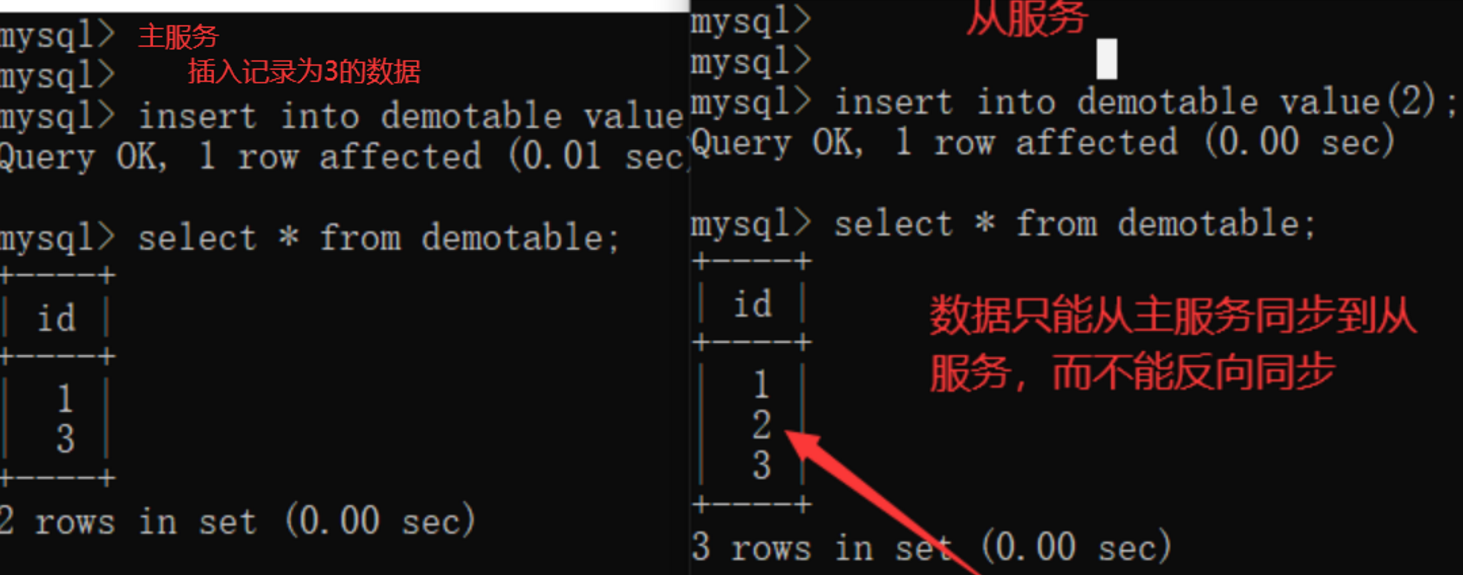 mysql> 主服务
mysql> 插入记录为3的数据
mysql> insert into demotable value
Query OK, 1 row affected (0.01 sec
mysql> select * from demotable;
+----+
| id |
+----+
| 1 |
| 3 |
+----+
2 rows in set (0.00 sec)
mysql> 从服务
mysql>
mysql> insert into demotable value(2);
Query OK, 1 row affected (0.00 sec)
mysql> select * from demotable;
+----+
| id |
+----+
| 1 |
| 2 |
| 3 |
+----+
3 rows in set (0.00 sec)
数据只能从主服务同步到从
服务，而不能反向同步